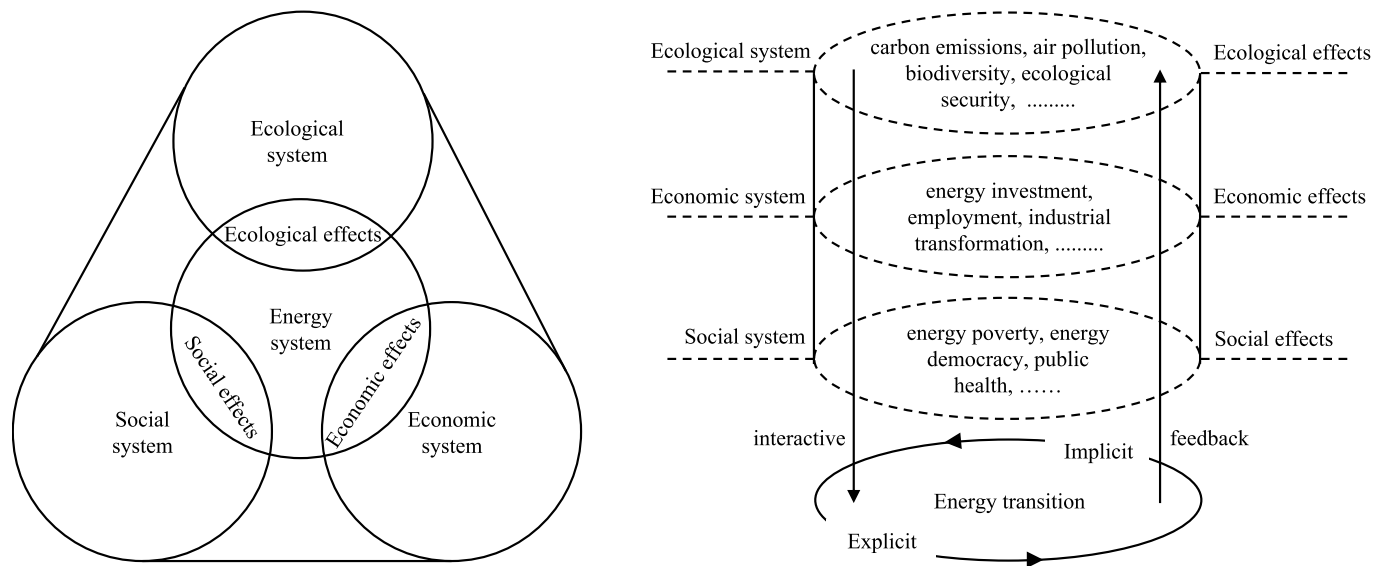 Ecological
system
Ecological effects
Energy
system
Social effects
Economic effects
Social
system
Economic
system
Ecological system
carbon emissions, air pollution,
biodiversity, ecological
security, .........
Ecological effects
Economic system
energy investment,
employment, industrial
transformation, .........
Economic effects
Social system
energy poverty, energy
democracy, public
health, ……
Social effects
interactive
feedback
Implicit
Energy transition
Explicit